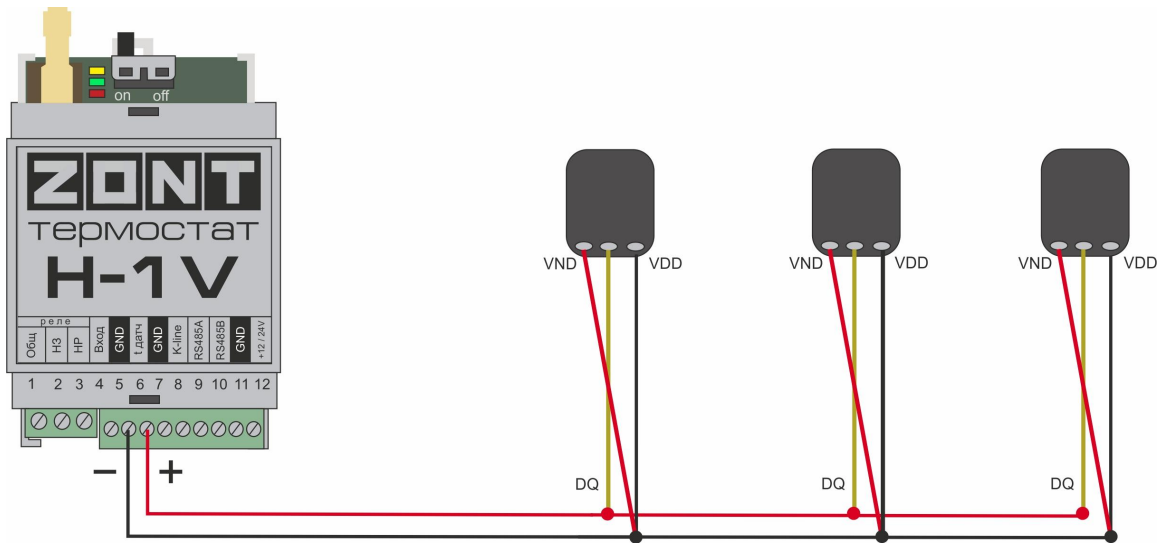 on off
ZONT
термостат
H-1V
реле
Общ НЗ НР Вход GND t датч GND K-line RS485A RS485B GND +12 / 24V
1 2 3 4 5 6 7 8 9 10 11 12
− +
VND VDD VND VDD VND VDD
DQ DQ DQ